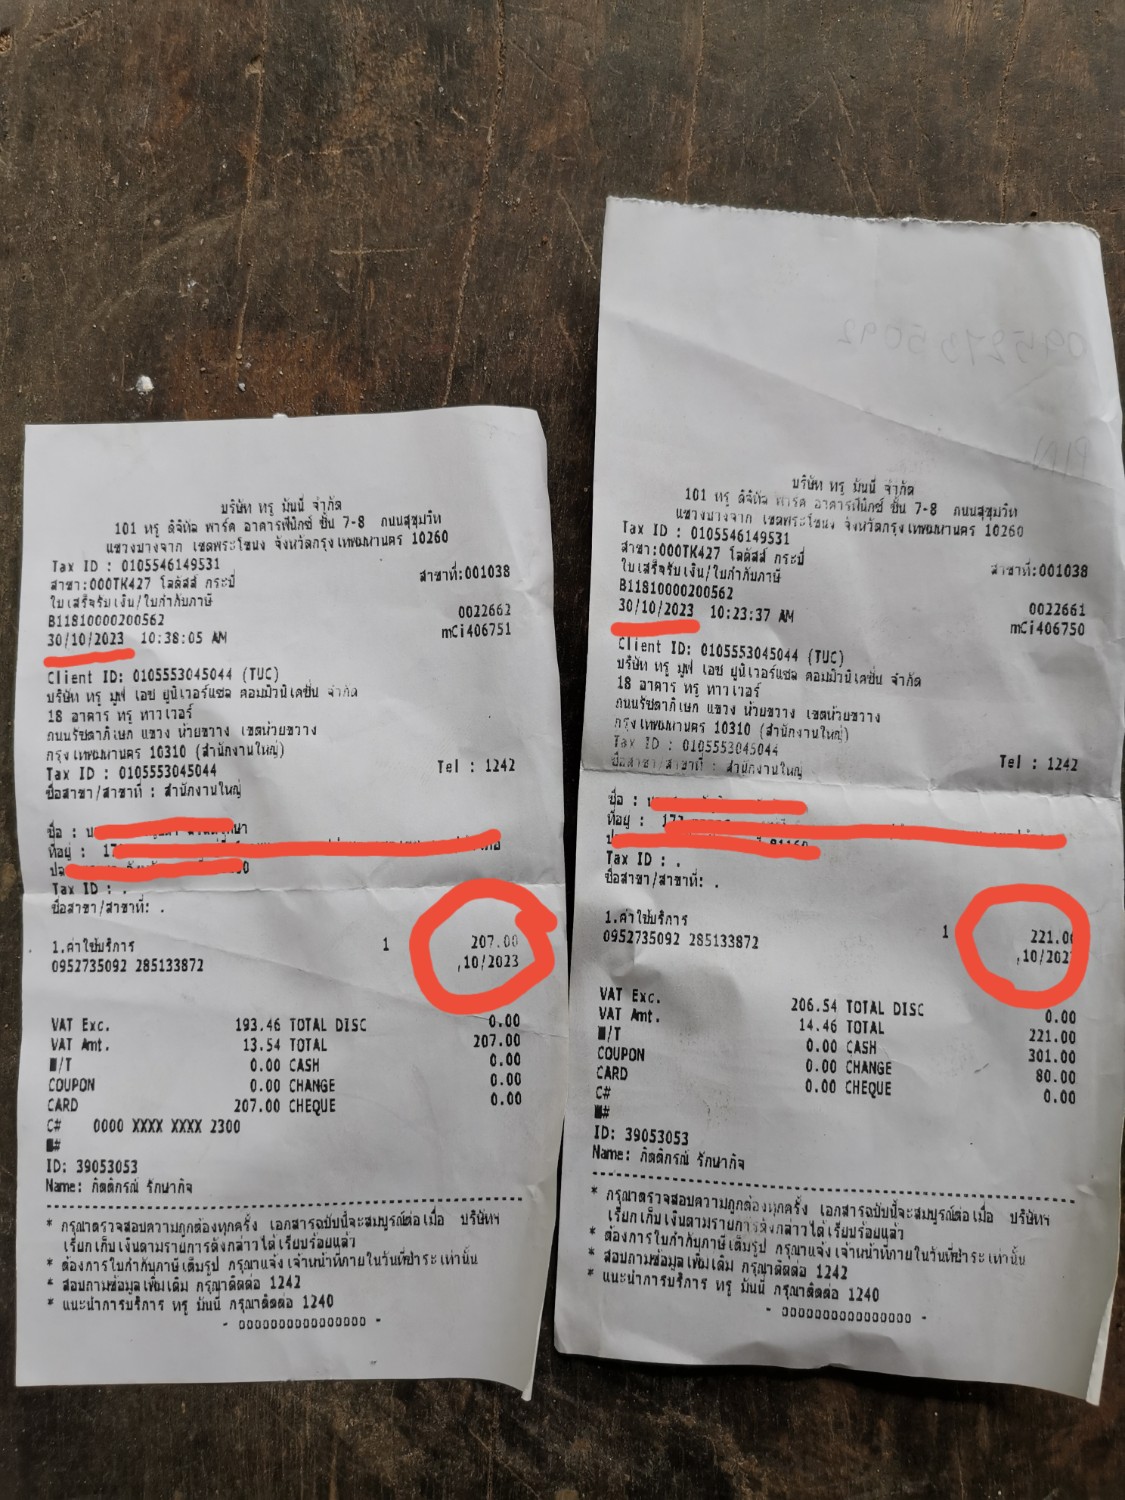 บริษัท ทรู มันนี่ จำกัด
101 ทรู ดิจิทัล พาร์ค อาคารฟีนิกซ์ ชั้น 7-8 ถนนสุขุมวิท
แขวงบางจาก เขตพระโขนง จังหวัดกรุงเทพมหานคร 10260
Tax ID : 0105546149531
สาขา:000TK427 โลตัสส์ กระบี่ สาขาที่:001038
ใบเสร็จรับเงิน/ใบกำกับภาษี
B11810000200562 0022662
30/10/2023 10:38:05 AM mCi406751
Client ID: 0105553045044 (TUC)
บริษัท ทรู มูฟ เอช ยูนิเวอร์แซล คอมมิวนิเคชั่น จำกัด
18 อาคาร ทรู ทาวเวอร์
ถนนรัชดาภิเษก แขวง ห้วยขวาง เขตห้วยขวาง
กรุงเทพมหานคร 10310 (สำนักงานใหญ่)
Tax ID : 0105553045044 Tel : 1242
ชื่อสาขา/สาขาที่ : สำนักงานใหญ่
ชื่อ :
ที่อยู่ :
Tax ID : .
ชื่อสาขา/สาขาที่: .
1.ค่าใช้บริการ 1 207.00
0952735092 285133872 ,10/2023
VAT Exc. 193.46 TOTAL DISC 0.00
VAT Amt. 13.54 TOTAL 207.00
W/T 0.00 CASH 0.00
COUPON 0.00 CHANGE 0.00
CARD 207.00 CHEQUE 0.00
C# 0000 XXXX XXXX 2300
W#
ID: 39053053
Name: กิตติกรณ์ รักษากิจ
* กรุณาตรวจสอบความถูกต้องทุกครั้ง เอกสารฉบับนี้จะสมบูรณ์ต่อเมื่อ บริษัทฯ
เรียกเก็บเงินตามรายการดังกล่าวได้เรียบร้อยแล้ว
* ต้องการใบกำกับภาษีเต็มรูป กรุณาแจ้งเจ้าหน้าที่ภายในวันที่ชำระเท่านั้น
* สอบถามข้อมูลเพิ่มเติม กรุณาติดต่อ 1242
* แนะนำการบริการ ทรู มันนี่ กรุณาติดต่อ 1240
บริษัท ทรู มันนี่ จำกัด
101 ทรู ดิจิทัล พาร์ค อาคารฟีนิกซ์ ชั้น 7-8 ถนนสุขุมวิท
แขวงบางจาก เขตพระโขนง จังหวัดกรุงเทพมหานคร 10260
Tax ID : 0105546149531
สาขา:000TK427 โลตัสส์ กระบี่ สาขาที่:001038
ใบเสร็จรับเงิน/ใบกำกับภาษี
B11810000200562 0022661
30/10/2023 10:23:37 AM mCi406750
Client ID: 0105553045044 (TUC)
บริษัท ทรู มูฟ เอช ยูนิเวอร์แซล คอมมิวนิเคชั่น จำกัด
18 อาคาร ทรู ทาวเวอร์
ถนนรัชดาภิเษก แขวง ห้วยขวาง เขตห้วยขวาง
กรุงเทพมหานคร 10310 (สำนักงานใหญ่)
Tax ID : 0105553045044 Tel : 1242
ชื่อสาขา/สาขาที่ : สำนักงานใหญ่
ชื่อ :
ที่อยู่ :
Tax ID : .
ชื่อสาขา/สาขาที่: .
1.ค่าใช้บริการ 1 221.00
0952735092 285133872 ,10/202
VAT Exc. 206.54 TOTAL DISC 0.00
VAT Amt. 14.46 TOTAL 221.00
W/T 0.00 CASH 301.00
COUPON 0.00 CHANGE 80.00
CARD 0.00 CHEQUE 0.00
C#
W#
ID: 39053053
Name: กิตติกรณ์ รักษากิจ
* กรุณาตรวจสอบความถูกต้องทุกครั้ง เอกสารฉบับนี้จะสมบูรณ์ต่อเมื่อ บริษัทฯ
เรียกเก็บเงินตามรายการดังกล่าวได้เรียบร้อยแล้ว
* ต้องการใบกำกับภาษีเต็มรูป กรุณาแจ้งเจ้าหน้าที่ภายในวันที่ชำระเท่านั้น
* สอบถามข้อมูลเพิ่มเติม กรุณาติดต่อ 1242
* แนะนำการบริการ ทรู มันนี่ กรุณาติดต่อ 1240